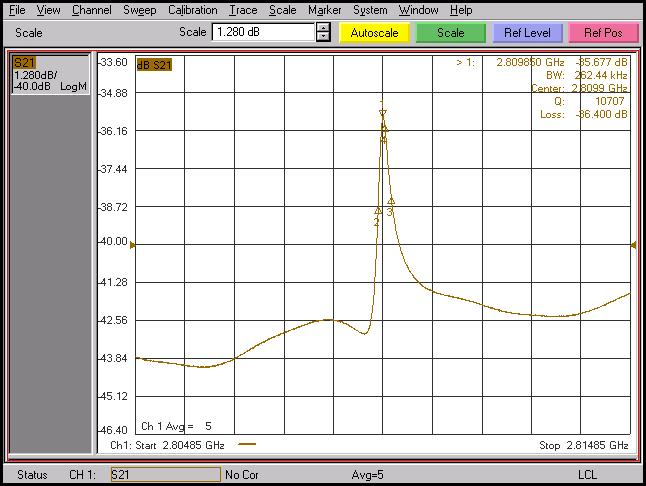 File View Channel Sweep Calibration Trace Scale Marker System Window Help
Scale Scale 1.280 dB Autoscale Scale Ref Level Ref Pos
S21
1.280dB/
-40.0dB LogM
dB S21
-33.60
-34.88
-36.16
-37.44
-38.72
-40.00
-41.28
-42.56
-43.84
-45.12
-46.40
> 1: 2.809850 GHz -35.677 dB
BW: 262.44 kHz
Center: 2.8099 GHz
Q: 10707
Loss: -36.400 dB
2
3
Ch 1 Avg = 5
Ch1: Start 2.80485 GHz Stop 2.81485 GHz
Status CH 1: S21 No Cor Avg=5 LCL